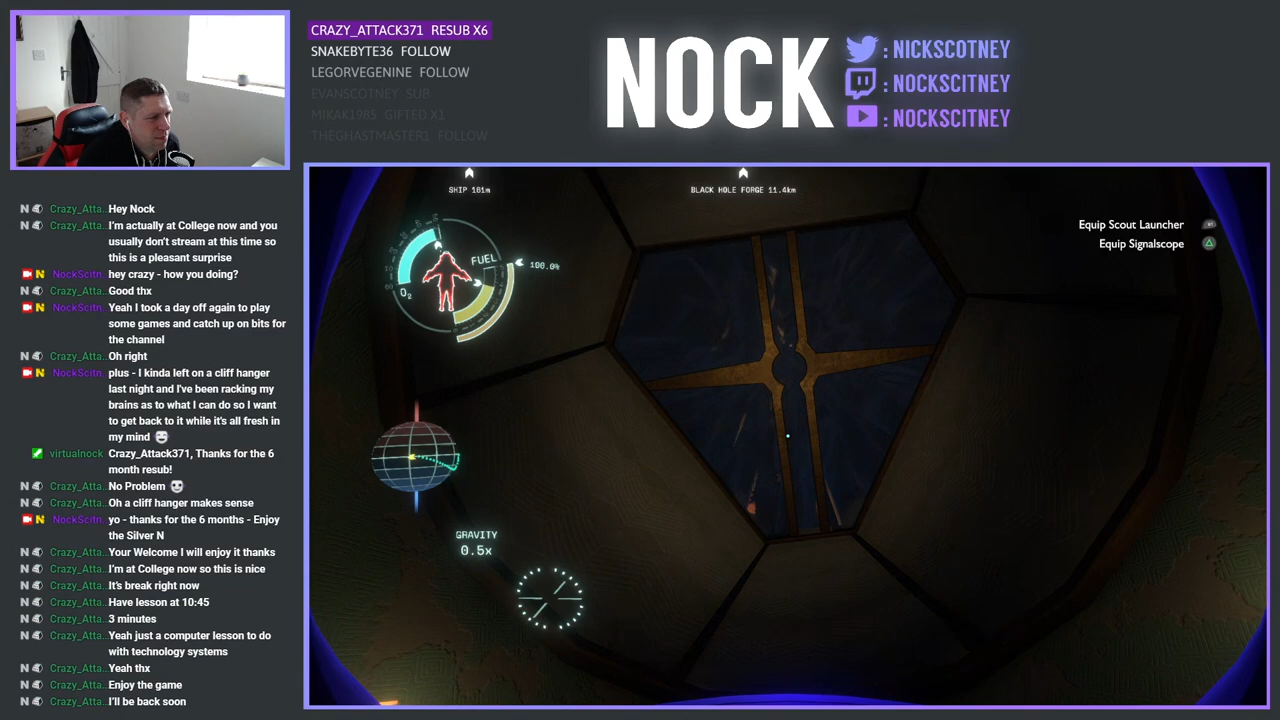 CRAZY_ATTACK371 RESUB X6
SNAKEBYTE36 FOLLOW
LEGORVEGENINE FOLLOW
EVANSCOTNEY SUB
MIKAK1985 GIFTED X1
THEGHASTMASTER1 FOLLOW
NOCK
: NICKSCOTNEY
: NOCKSCITNEY
: NOCKSCITNEY
SHIP 101m
BLACK HOLE FORGE 11.4km
Equip Scout Launcher
Equip Signalscope
FUEL
100.0%
O2
GRAVITY
0.5x
N Crazy_Atta.. Hey Nock
N Crazy_Atta.. I'm actually at College now and you
usually don't stream at this time so
this is a pleasant surprise
N NockScitn.. hey crazy - how you doing?
N Crazy_Atta.. Good thx
N NockScitn.. Yeah I took a day off again to play
some games and catch up on bits for
the channel
N Crazy_Atta.. Oh right
N NockScitn.. plus - I kinda left on a cliff hanger
last night and I've been racking my
brains as to what I can do so I want
to get back to it while it's all fresh in
my mind
virtualnock Crazy_Attack371, Thanks for the 6
month resub!
N Crazy_Atta.. No Problem
N Crazy_Atta.. Oh a cliff hanger makes sense
N NockScitn.. yo - thanks for the 6 months - Enjoy
the Silver N
N Crazy_Atta.. Your Welcome I will enjoy it thanks
N Crazy_Atta.. I'm at College now so this is nice
N Crazy_Atta.. It's break right now
N Crazy_Atta.. Have lesson at 10:45
N Crazy_Atta.. 3 minutes
N Crazy_Atta.. Yeah just a computer lesson to do
with technology systems
N Crazy_Atta.. Yeah thx
N Crazy_Atta.. Enjoy the game
N Crazy_Atta.. I'll be back soon